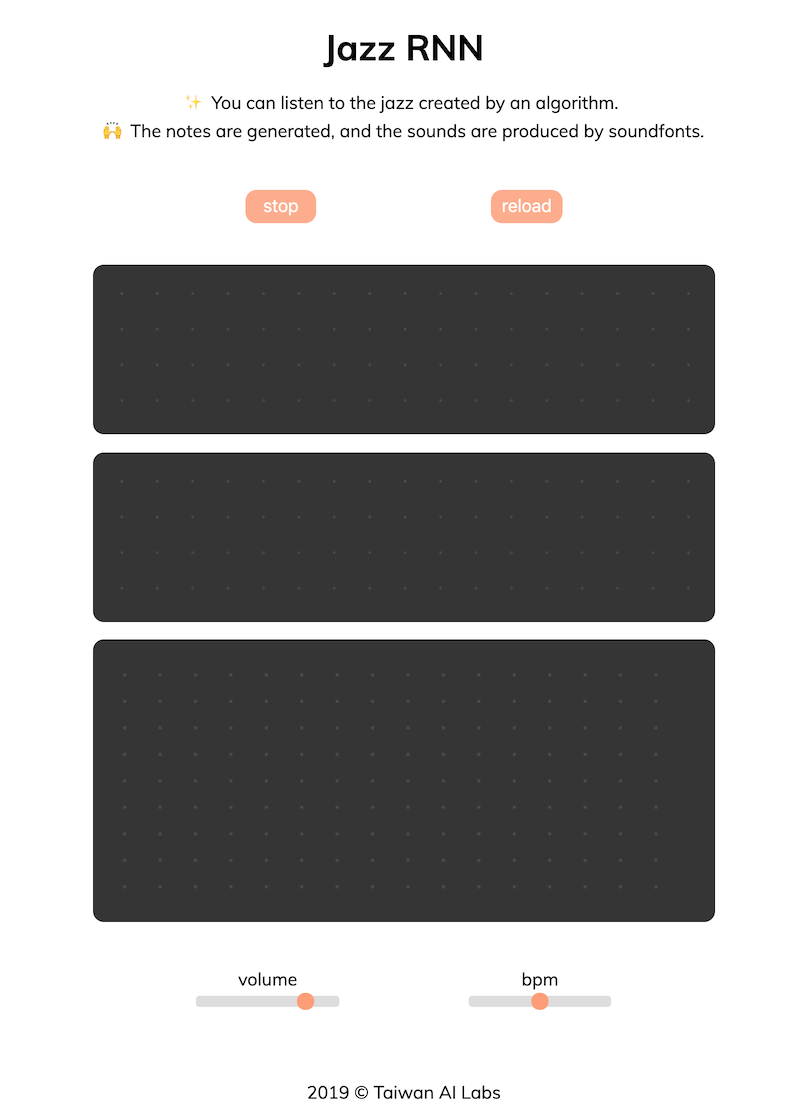 Jazz RNN
✨ You can listen to the jazz created by an algorithm.
🙌 The notes are generated, and the sounds are produced by soundfonts.
stop
reload
volume
bpm
2019 © Taiwan AI Labs